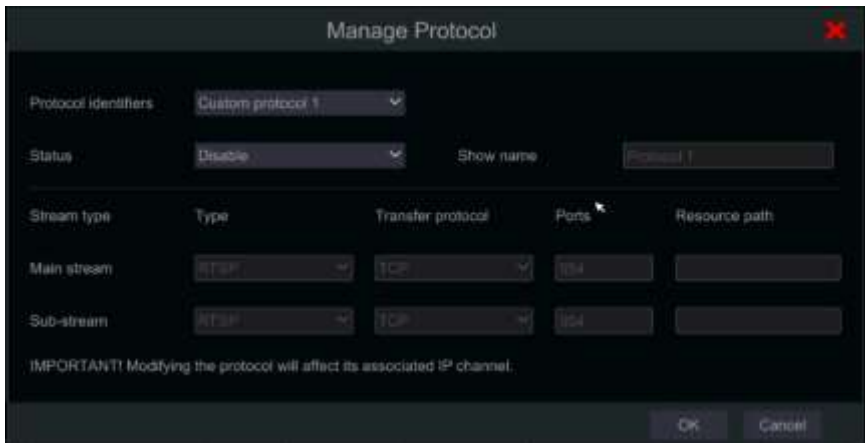 Manage Protocol
Protocol identifiers Custom protocol 1
Status Disable Show name Protocol 1
Stream type Type Transfer protocol Ports Resource path
Main stream RTSP TCP 554
Sub-stream RTSP TCP 554
IMPORTANT! Modifying the protocol will affect its associated IP channel.
OK Cancel